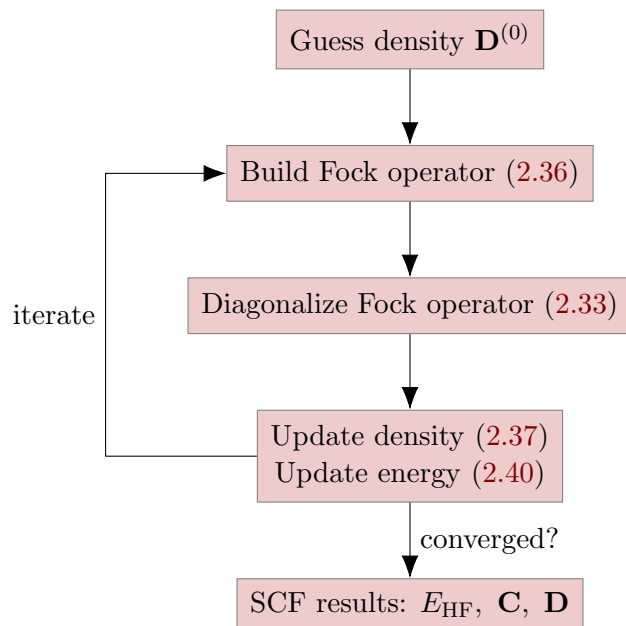 Guess density D⁽⁰⁾
Build Fock operator (2.36)
Diagonalize Fock operator (2.33)
iterate
Update density (2.37)
Update energy (2.40)
converged?
SCF results: E_HF, C, D